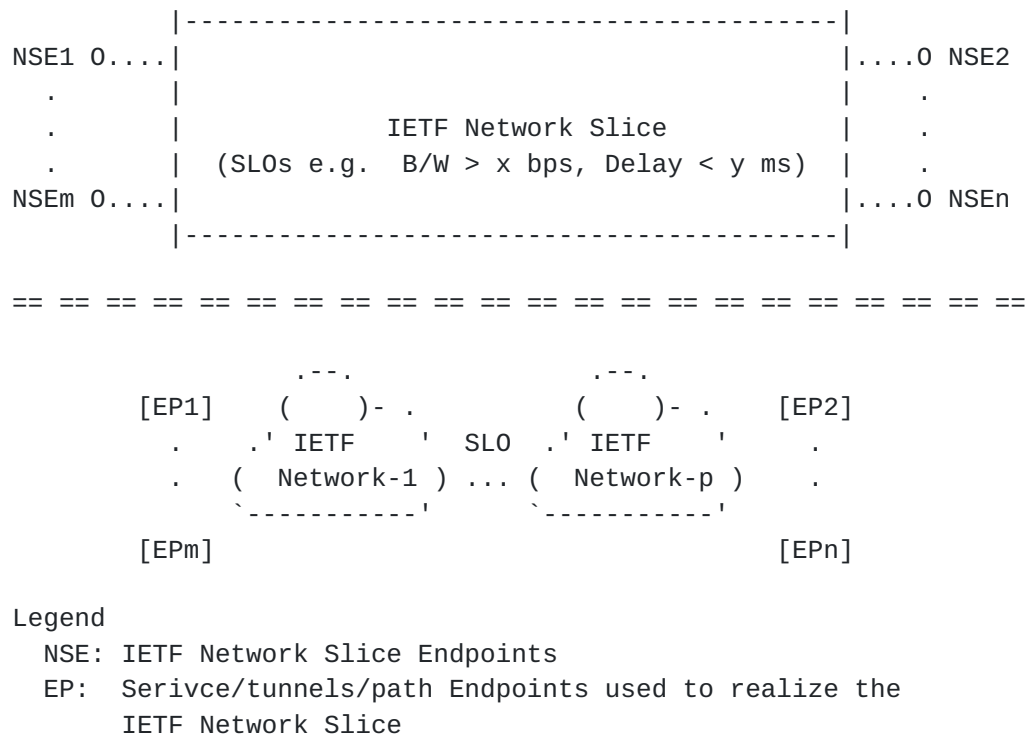 |------------------------------------------|
NSE1 O....|                                          |....O NSE2
  .       |                                          |    .
  .       |             IETF Network Slice           |    .
  .       |  (SLOs e.g.  B/W > x bps, Delay < y ms)  |    .
NSEm O....|                                          |....O NSEn
          |------------------------------------------|
== == == == == == == == == == == == == == == == == == == == == ==
                  .--.               .--.
        [EP1]    (    )- .          (    )- .    [EP2]
          .    .' IETF    '  SLO  .' IETF    '     .
          .   (  Network-1 ) ... (  Network-p )    .
              `-----------'      `-----------'
        [EPm]                                    [EPn]
Legend
  NSE: IETF Network Slice Endpoints
  EP:  Serivce/tunnels/path Endpoints used to realize the
       IETF Network Slice